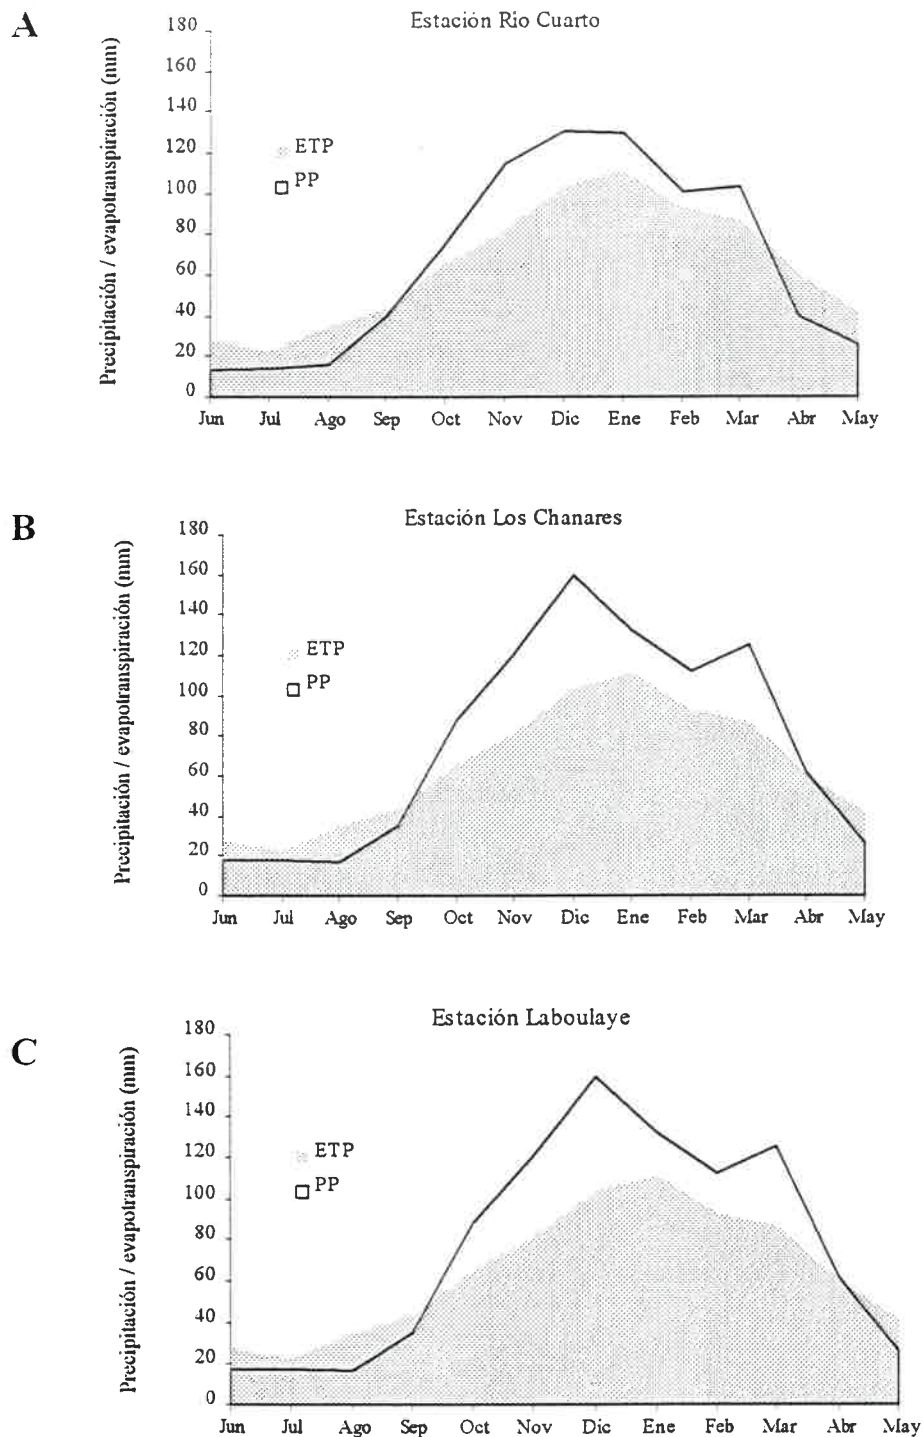 A
Estación Rio Cuarto
Precipitación / evapotranspiración (mm)
180
160
140
120
100
80
60
40
20
0
ETP
PP
Jun Jul Ago Sep Oct Nov Dic Ene Feb Mar Abr May
B
Estación Los Chanares
Precipitación / evapotranspiración (mm)
180
160
140
120
100
80
60
40
20
0
ETP
PP
Jun Jul Ago Sep Oct Nov Dic Ene Feb Mar Abr May
C
Estación Laboulaye
Precipitación / evapotranspiración (mm)
180
160
140
120
100
80
60
40
20
0
ETP
PP
Jun Jul Ago Sep Oct Nov Dic Ene Feb Mar Abr May